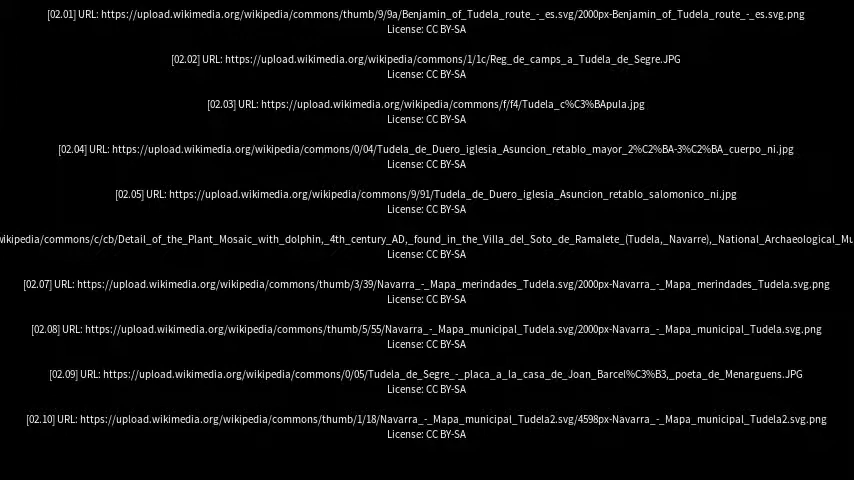 [02.01] URL: https://upload.wikimedia.org/wikipedia/commons/thumb/9/9a/Benjamin_of_Tudela_route_-_es.svg/2000px-Benjamin_of_Tudela_route_-_es.svg.png
License: CC BY-SA
[02.02] URL: https://upload.wikimedia.org/wikipedia/commons/1/1c/Reg_de_camps_a_Tudela_de_Segre.JPG
License: CC BY-SA
[02.03] URL: https://upload.wikimedia.org/wikipedia/commons/f/f4/Tudela_c%C3%BApula.jpg
License: CC BY-SA
[02.04] URL: https://upload.wikimedia.org/wikipedia/commons/0/04/Tudela_de_Duero_iglesia_Asuncion_retablo_mayor_2%C2%BA-3%C2%BA_cuerpo_ni.jpg
License: CC BY-SA
[02.05] URL: https://upload.wikimedia.org/wikipedia/commons/9/91/Tudela_de_Duero_iglesia_Asuncion_retablo_salomonico_ni.jpg
License: CC BY-SA
wikipedia/commons/c/cb/Detail_of_the_Plant_Mosaic_with_dolphin,_4th_century_AD,_found_in_the_Villa_del_Soto_de_Ramalete_(Tudela,_Navarre),_National_Archaeological_Mu
License: CC BY-SA
[02.07] URL: https://upload.wikimedia.org/wikipedia/commons/thumb/3/39/Navarra_-_Mapa_merindades_Tudela.svg/2000px-Navarra_-_Mapa_merindades_Tudela.svg.png
License: CC BY-SA
[02.08] URL: https://upload.wikimedia.org/wikipedia/commons/thumb/5/55/Navarra_-_Mapa_municipal_Tudela.svg/2000px-Navarra_-_Mapa_municipal_Tudela.svg.png
License: CC BY-SA
[02.09] URL: https://upload.wikimedia.org/wikipedia/commons/0/05/Tudela_de_Segre_-_placa_a_la_casa_de_Joan_Barcel%C3%B3,_poeta_de_Menarguens.JPG
License: CC BY-SA
[02.10] URL: https://upload.wikimedia.org/wikipedia/commons/thumb/1/18/Navarra_-_Mapa_municipal_Tudela2.svg/4598px-Navarra_-_Mapa_municipal_Tudela2.svg.png
License: CC BY-SA